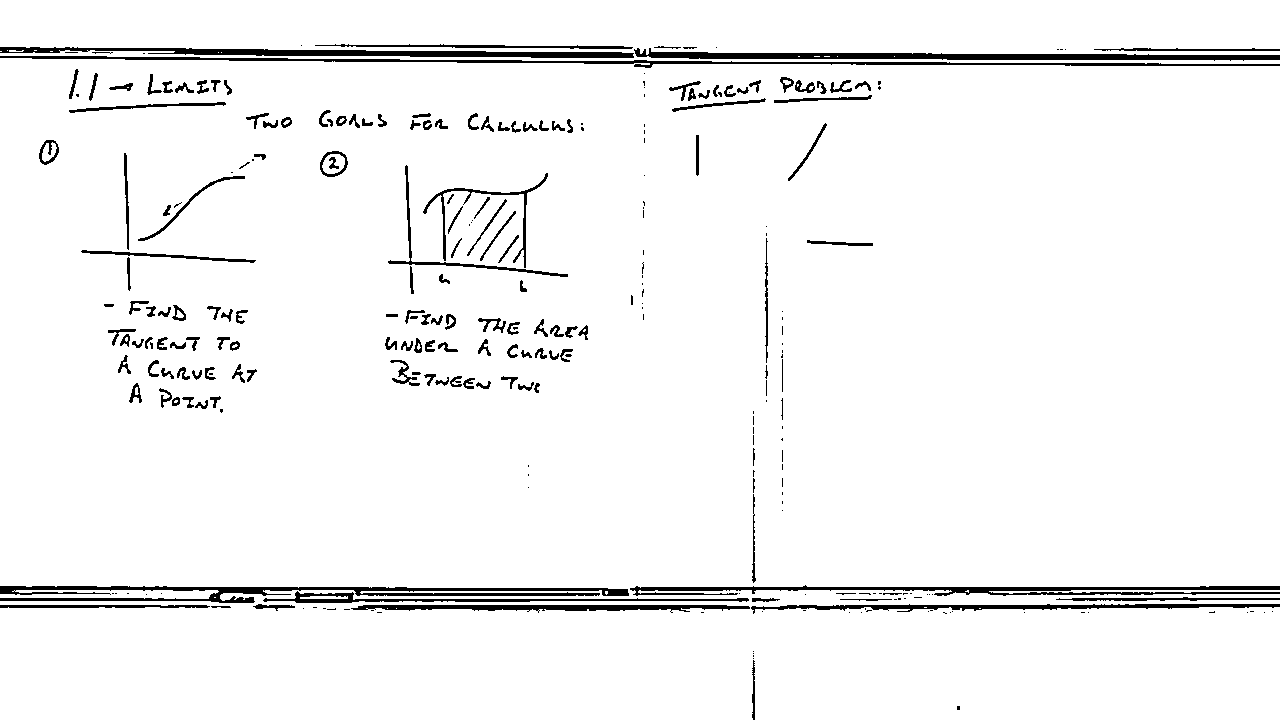 1.1 → LIMITS
TWO GOALS FOR CALCULUS:
①
- FIND THE
TANGENT TO
A CURVE AT
A POINT.
②
a b
- FIND THE AREA
UNDER A CURVE
BETWEEN TWO
TANGENT PROBLEM: